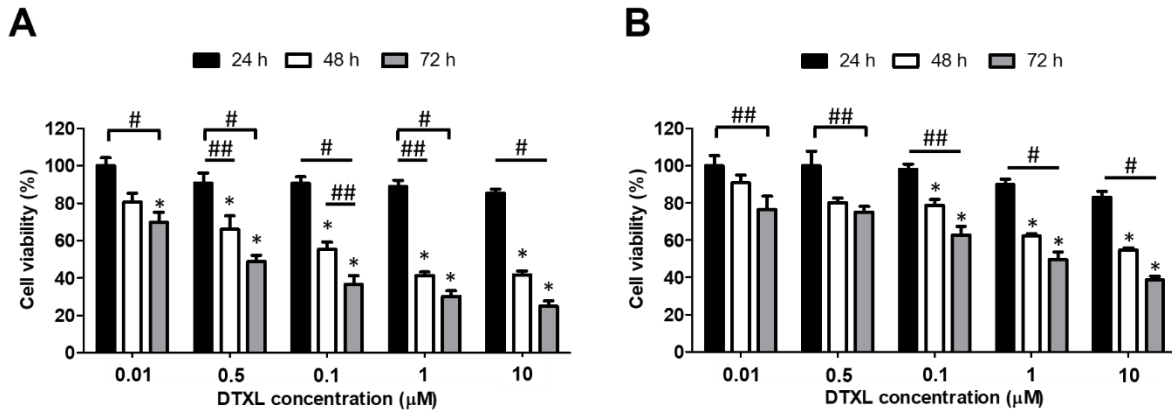 A
24 h 48 h 72 h
# # # # #
## ## ##
* * * * * * * * *
Cell viability (%)
120
100
80
60
40
20
0
0.01 0.5 0.1 1 10
DTXL concentration (μM)
B
24 h 48 h 72 h
## ## ## # #
* * * * * *
Cell viability (%)
120
100
80
60
40
20
0
0.01 0.5 0.1 1 10
DTXL concentration (μM)